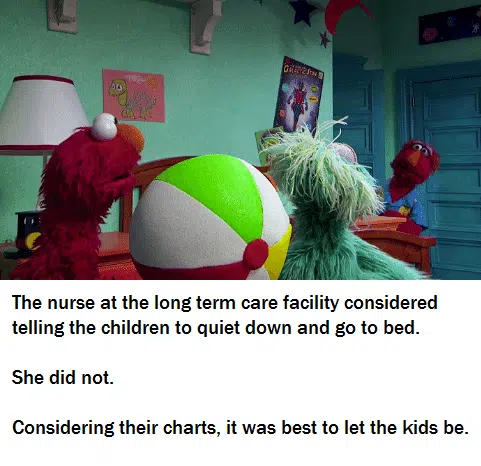 The nurse at the long term care facility considered
telling the children to quiet down and go to bed.
She did not.
Considering their charts, it was best to let the kids be.